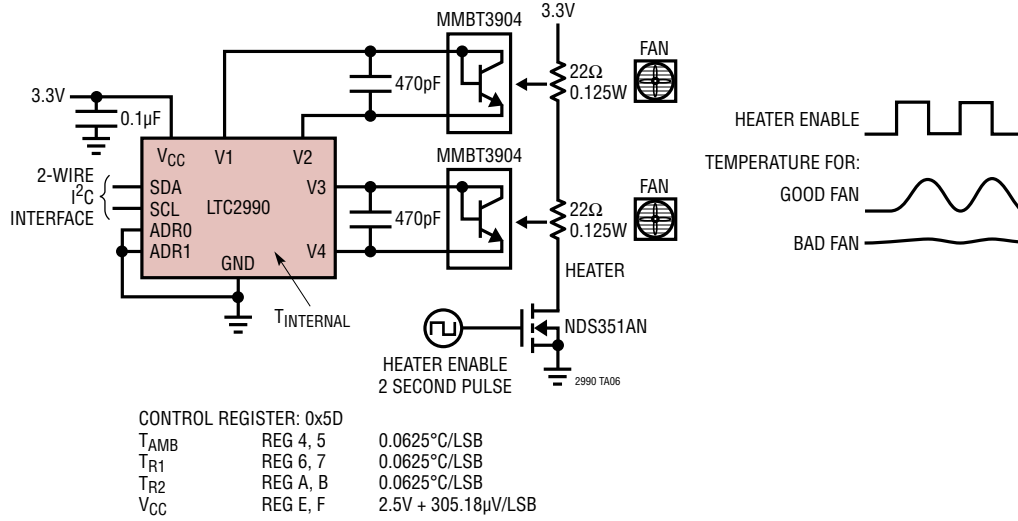 MMBT3904
3.3V
FAN
22Ω
0.125W
470pF
3.3V
0.1µF
VCC V1 V2
2-WIRE
I2C
INTERFACE
SDA
SCL
ADR0
ADR1
LTC2990
V3
V4
GND
TINTERNAL
MMBT3904
470pF
FAN
22Ω
0.125W
HEATER
NDS351AN
HEATER ENABLE
2 SECOND PULSE
2990 TA06
HEATER ENABLE
TEMPERATURE FOR:
GOOD FAN
BAD FAN
CONTROL REGISTER: 0x5D
TAMB REG 4, 5 0.0625°C/LSB
TR1 REG 6, 7 0.0625°C/LSB
TR2 REG A, B 0.0625°C/LSB
VCC REG E, F 2.5V + 305.18µV/LSB